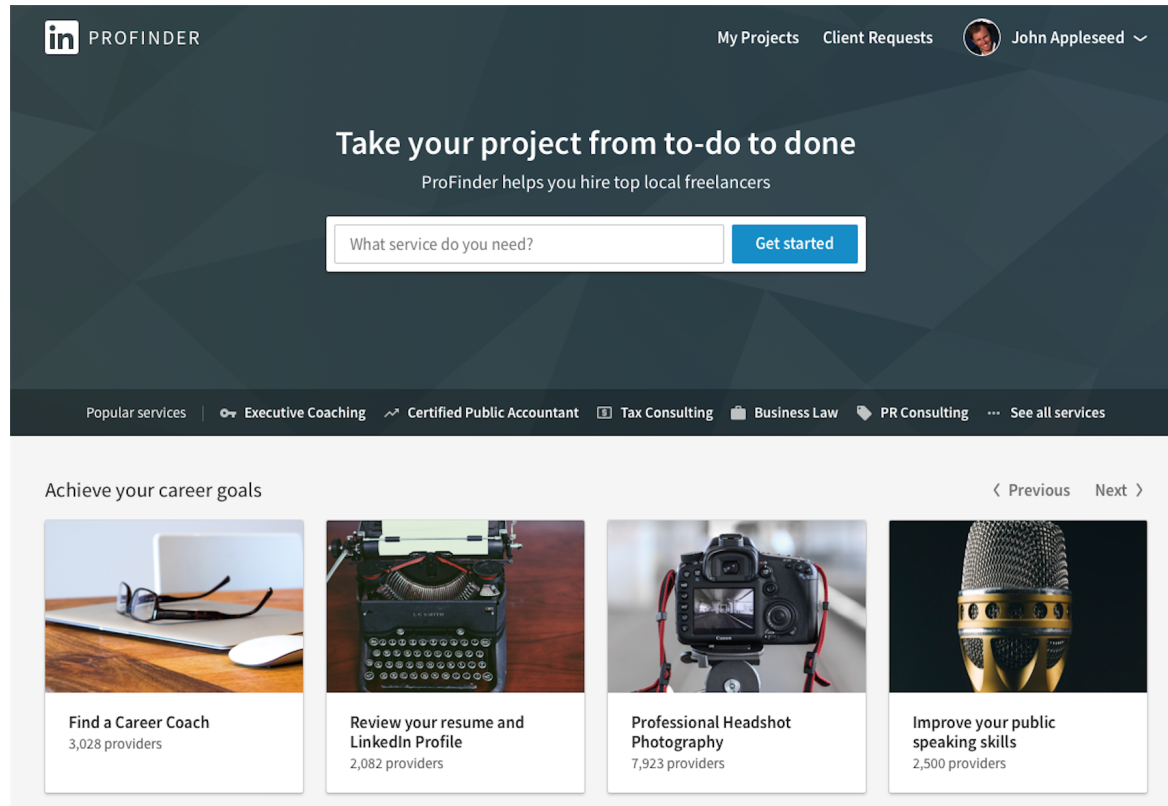 in PROFINDER
My Projects Client Requests John Appleseed
Take your project from to-do to done
ProFinder helps you hire top local freelancers
What service do you need? Get started
Popular services Executive Coaching Certified Public Accountant $ Tax Consulting Business Law PR Consulting See all services
Achieve your career goals
Previous Next
Canon
Find a Career Coach
3,028 providers
Review your resume and
LinkedIn Profile
2,082 providers
Professional Headshot
Photography
7,923 providers
Improve your public
speaking skills
2,500 providers